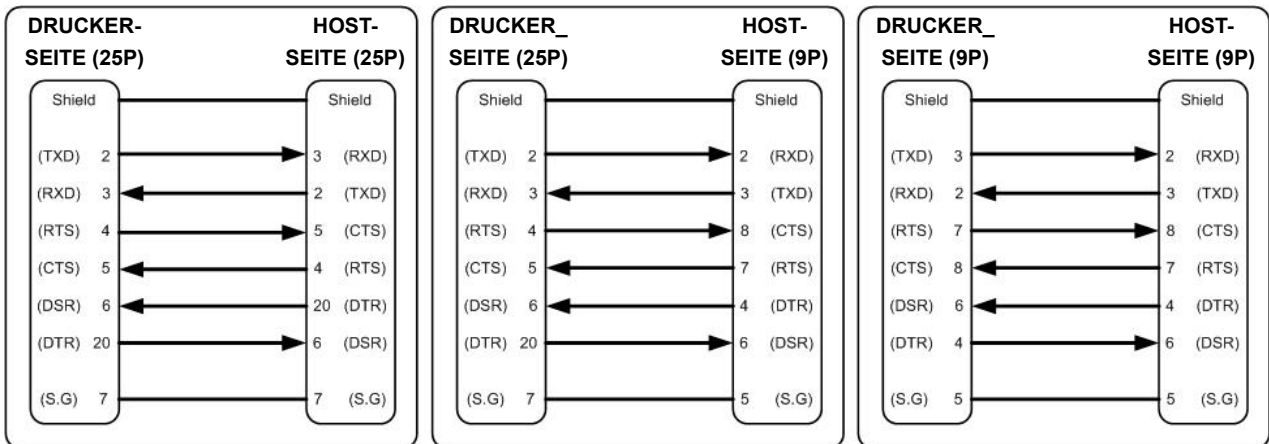 DRUCKER-
SEITE (25P)
HOST-
SEITE (25P)
Shield Shield
(TXD) 2 3 (RXD)
(RXD) 3 2 (TXD)
(RTS) 4 5 (CTS)
(CTS) 5 4 (RTS)
(DSR) 6 20 (DTR)
(DTR) 20 6 (DSR)
(S.G) 7 7 (S.G)
DRUCKER_
SEITE (25P)
HOST-
SEITE (9P)
Shield Shield
(TXD) 2 2 (RXD)
(RXD) 3 3 (TXD)
(RTS) 4 8 (CTS)
(CTS) 5 7 (RTS)
(DSR) 6 4 (DTR)
(DTR) 20 6 (DSR)
(S.G) 7 5 (S.G)
DRUCKER_
SEITE (9P)
HOST-
SEITE (9P)
Shield Shield
(TXD) 3 2 (RXD)
(RXD) 2 3 (TXD)
(RTS) 7 8 (CTS)
(CTS) 8 7 (RTS)
(DSR) 6 4 (DTR)
(DTR) 4 6 (DSR)
(S.G) 5 5 (S.G)